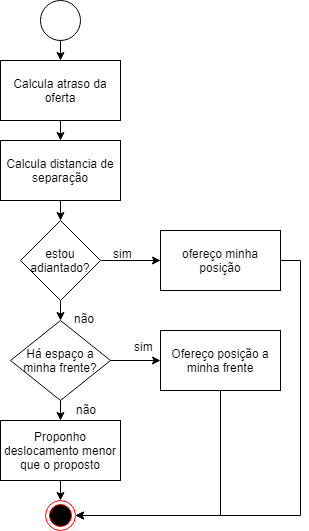 Calcula atraso da
oferta
Calcula distancia de
separação
estou
adiantado?
sim
ofereço minha
posição
não
Há espaço a
minha frente?
sim
Ofereço posição a
minha frente
não
Proponho
deslocamento menor
que o proposto